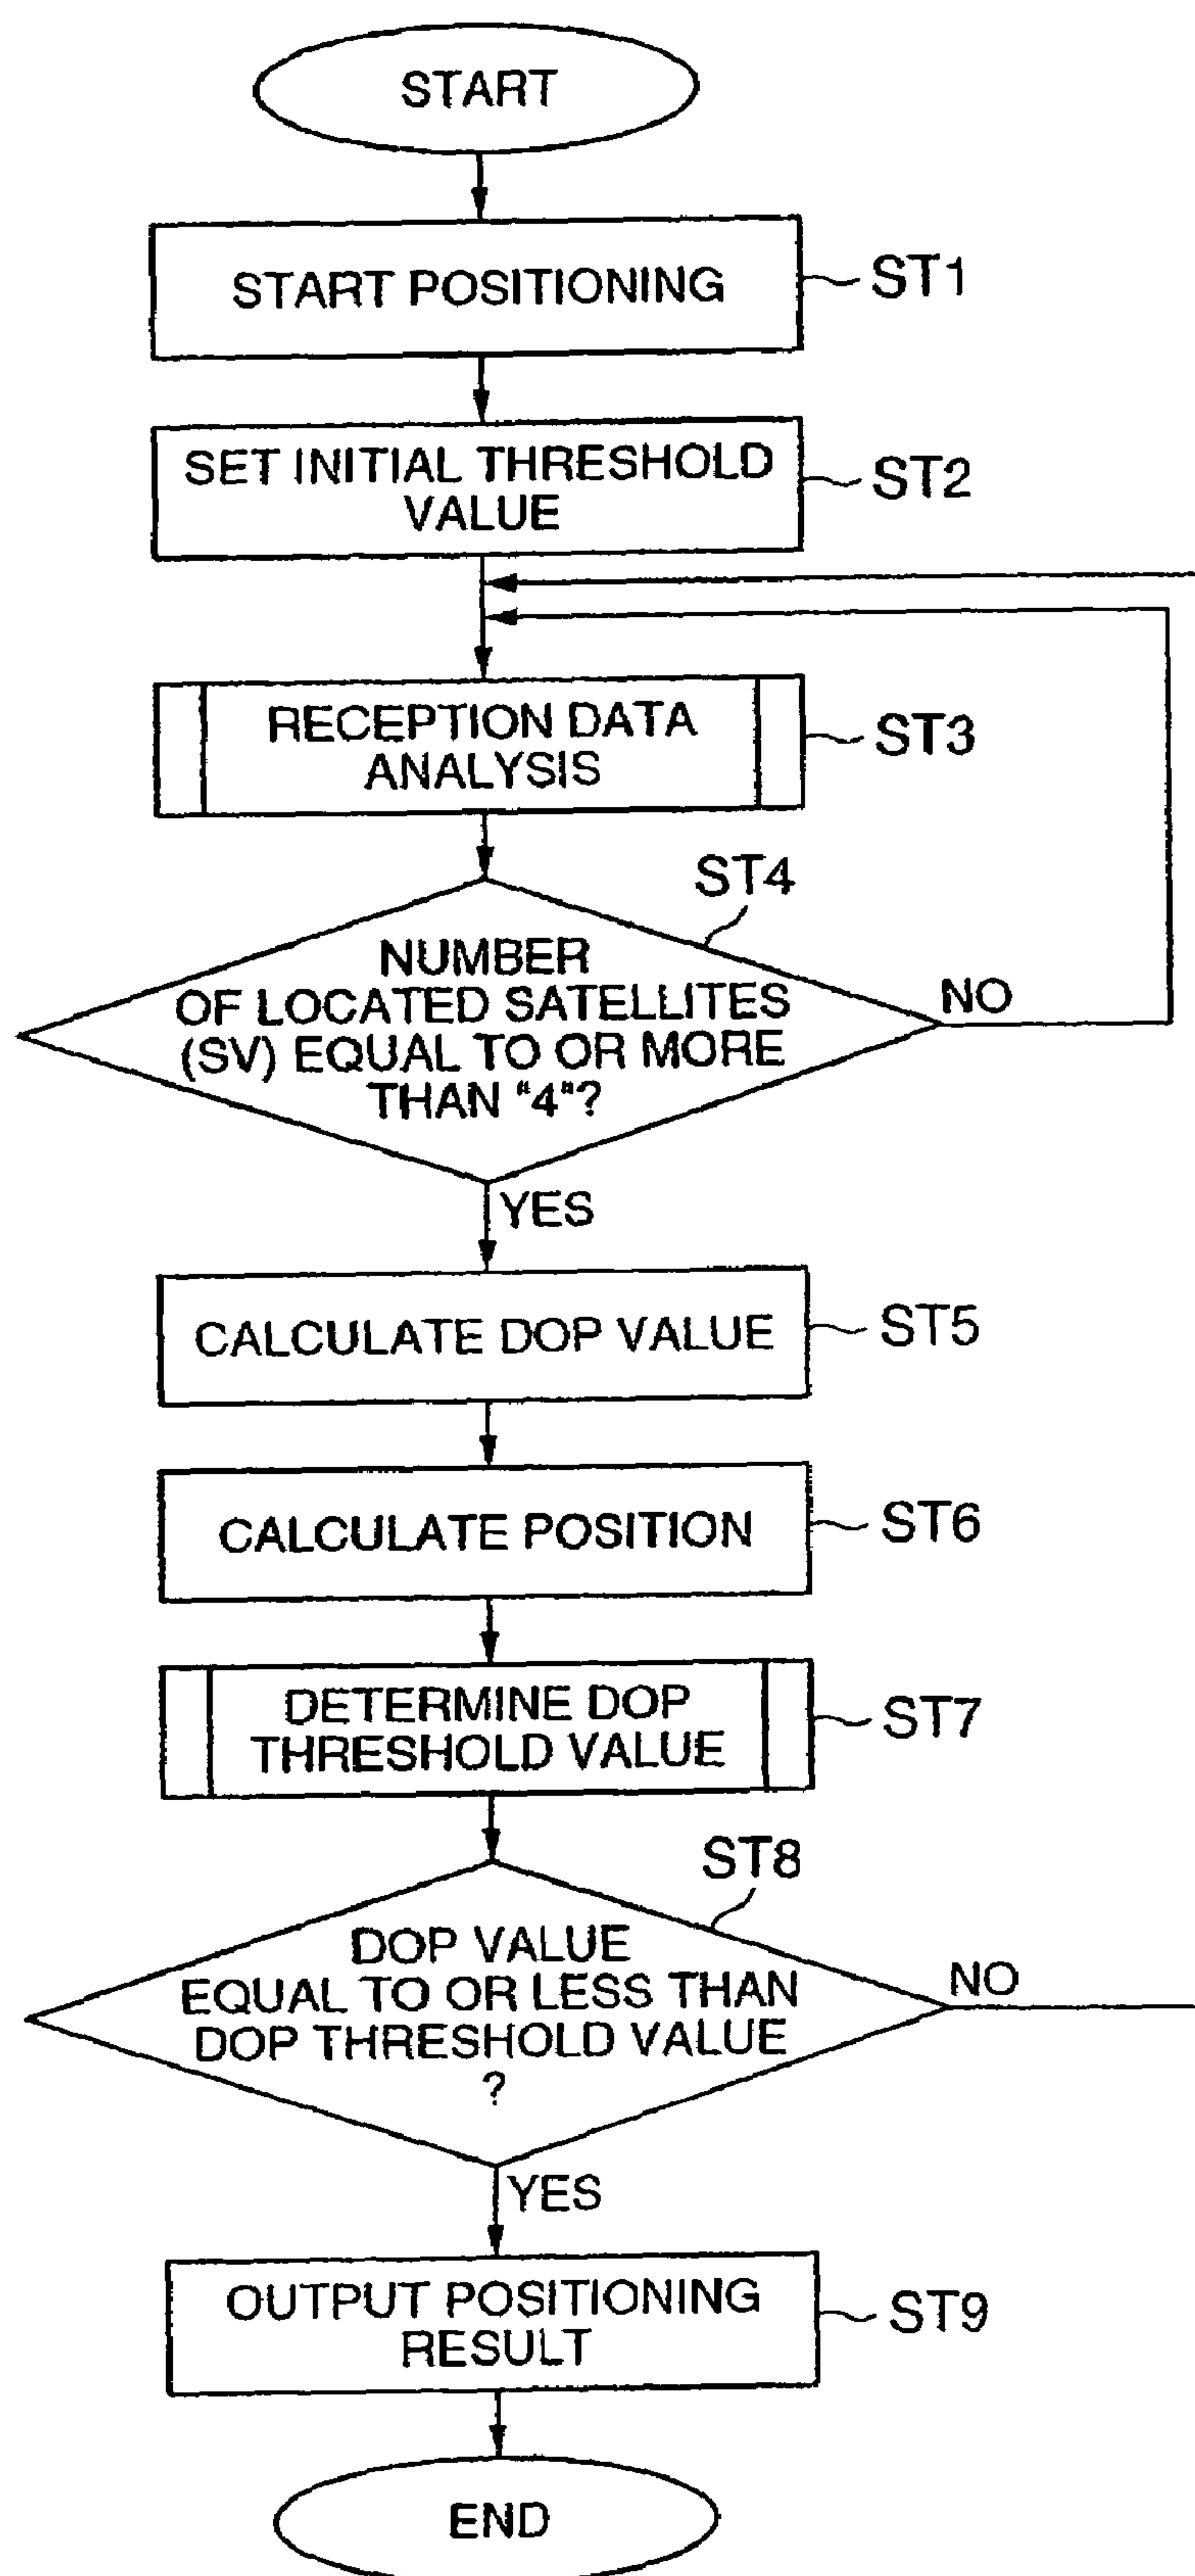 START
START POSITIONING
ST1
SET INITIAL THRESHOLD
VALUE
ST2
RECEPTION DATA
ANALYSIS
ST3
ST4
NUMBER
OF LOCATED SATELLITES
(SV) EQUAL TO OR MORE
THAN "4"?
NO
YES
CALCULATE DOP VALUE
ST5
CALCULATE POSITION
ST6
DETERMINE DOP
THRESHOLD VALUE
ST7
ST8
DOP VALUE
EQUAL TO OR LESS THAN
DOP THRESHOLD VALUE
?
NO
YES
OUTPUT POSITIONING
RESULT
ST9
END